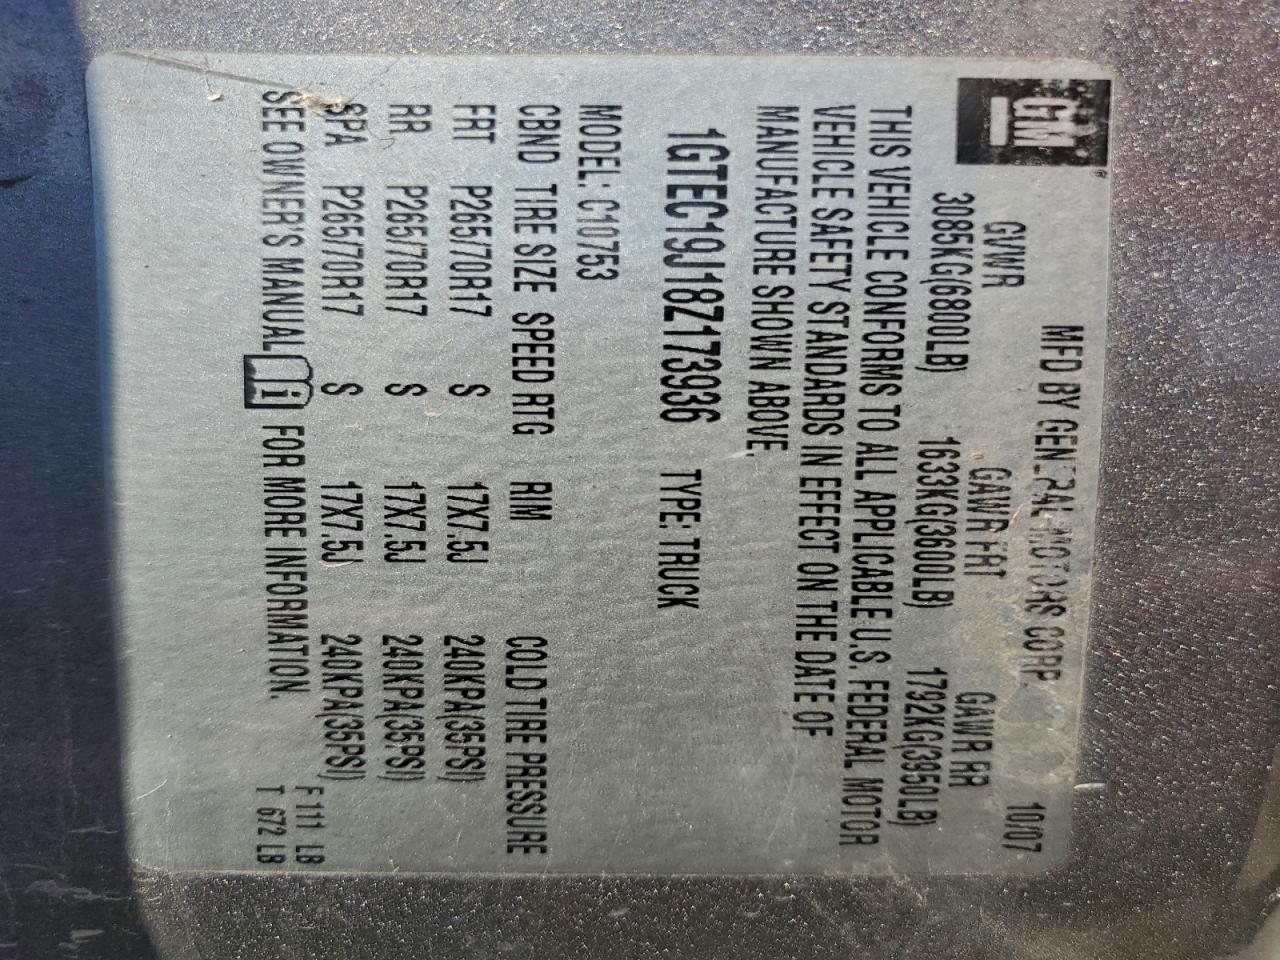 GM
MFD BY GENERAL MOTORS CORP. 10/07
GVWR GAWR FRT GAWR RR
3085KG(6800LB) 1633KG(3600LB) 1792KG(3950LB)
THIS VEHICLE CONFORMS TO ALL APPLICABLE U.S. FEDERAL MOTOR
VEHICLE SAFETY STANDARDS IN EFFECT ON THE DATE OF
MANUFACTURE SHOWN ABOVE.
1GTEC19J18Z173936 TYPE: TRUCK
MODEL: C10753
CBND TIRE SIZE SPEED RTG RIM COLD TIRE PRESSURE
FRT P265/70R17 S 17X7.5J 240KPA(35PSI)
RR P265/70R17 S 17X7.5J 240KPA(35PSI)
SPA P265/70R17 S 17X7.5J 240KPA(35PSI)
SEE OWNER'S MANUAL i FOR MORE INFORMATION.
F 111 LB
T 672 LB